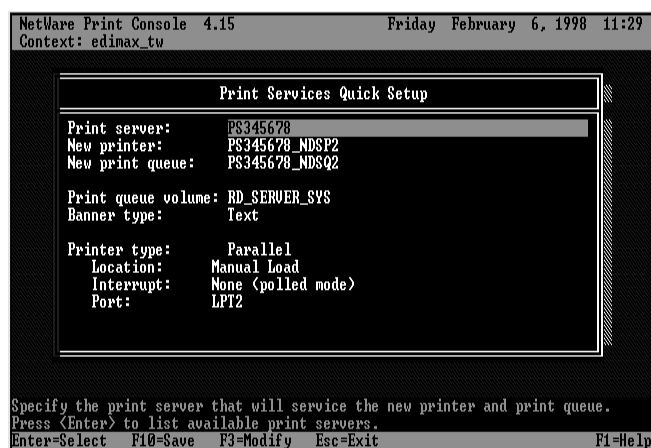 NetWare Print Console 4.15 Friday February 6, 1998 11:29
Context: edimax_tw
Print Services Quick Setup
Print server: PS345678
New printer: PS345678_NDSP2
New print queue: PS345678_NDSQ2
Print queue volume: RD_SERVER_SYS
Banner type: Text
Printer type: Parallel
Location: Manual Load
Interrupt: None (polled mode)
Port: LPT2
Specify the print server that will service the new printer and print queue.
Press <Enter> to list available print servers.
Enter=Select F10=Save F3=Modify Esc=Exit F1=Help